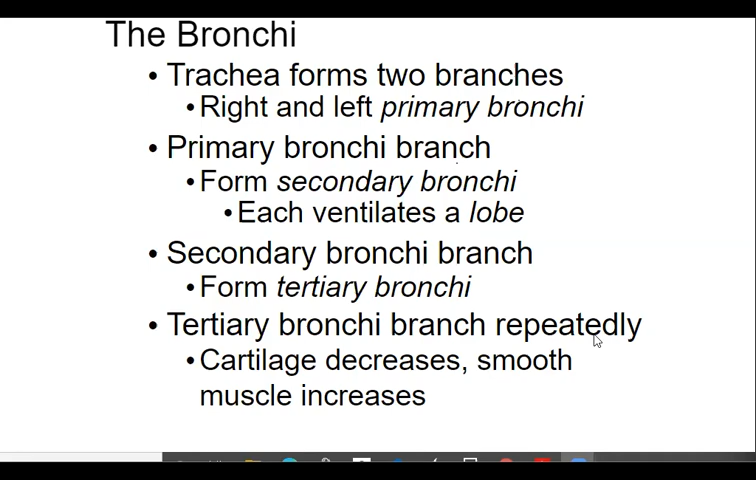 The Bronchi
• Trachea forms two branches
• Right and left primary bronchi
• Primary bronchi branch
• Form secondary bronchi
• Each ventilates a lobe
• Secondary bronchi branch
• Form tertiary bronchi
• Tertiary bronchi branch repeatedly
• Cartilage decreases, smooth
muscle increases